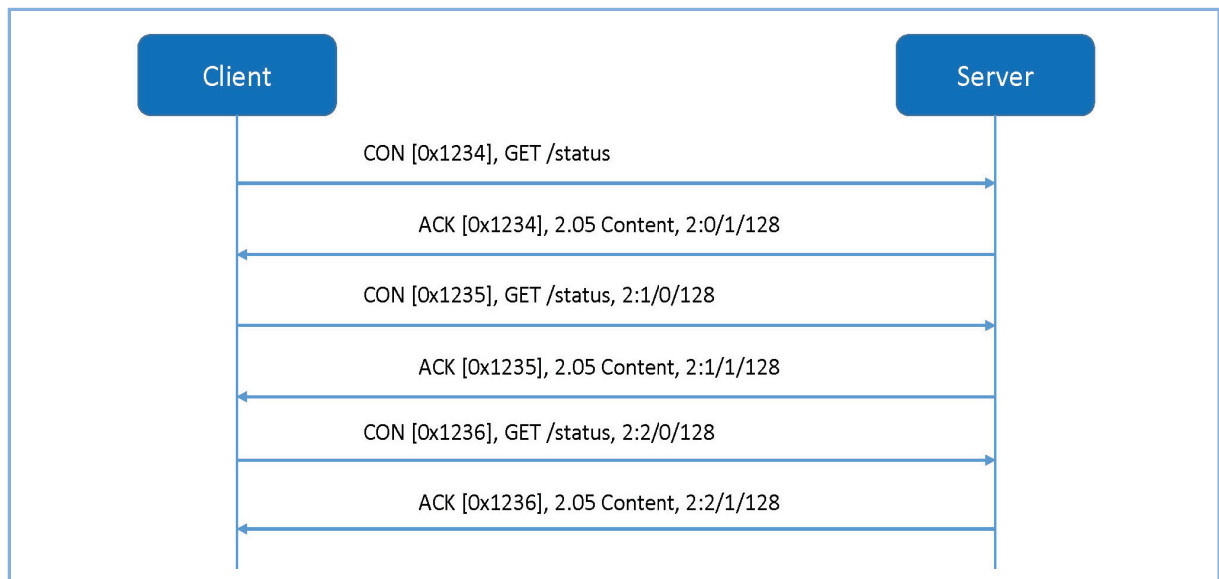 Client
Server
CON [0x1234], GET /status
ACK [0x1234], 2.05 Content, 2:0/1/128
CON [0x1235], GET /status, 2:1/0/128
ACK [0x1235], 2.05 Content, 2:1/1/128
CON [0x1236], GET /status, 2:2/0/128
ACK [0x1236], 2.05 Content, 2:2/1/128